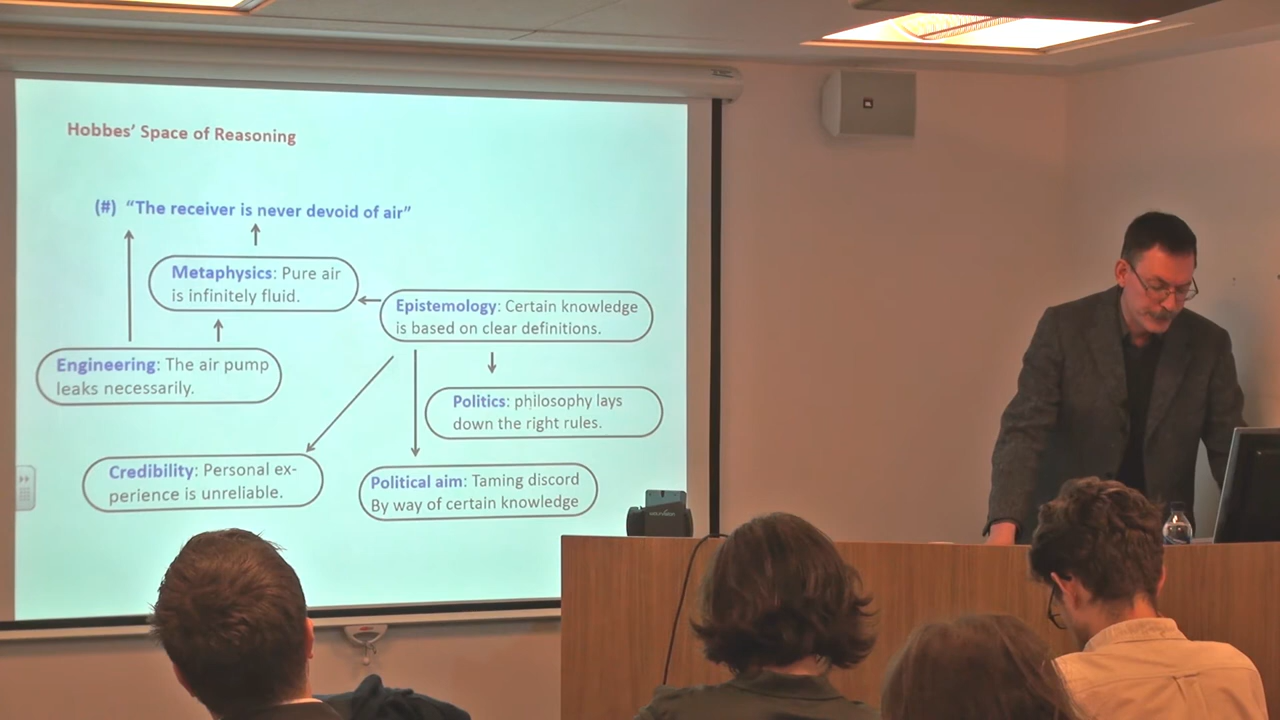 Hobbes' Space of Reasoning
(#) "The receiver is never devoid of air"
Metaphysics: Pure air
is infinitely fluid.
Epistemology: Certain knowledge
is based on clear definitions.
Engineering: The air pump
leaks necessarily.
Politics: philosophy lays
down the right rules.
Credibility: Personal ex-
perience is unreliable.
Political aim: Taming discord
By way of certain knowledge